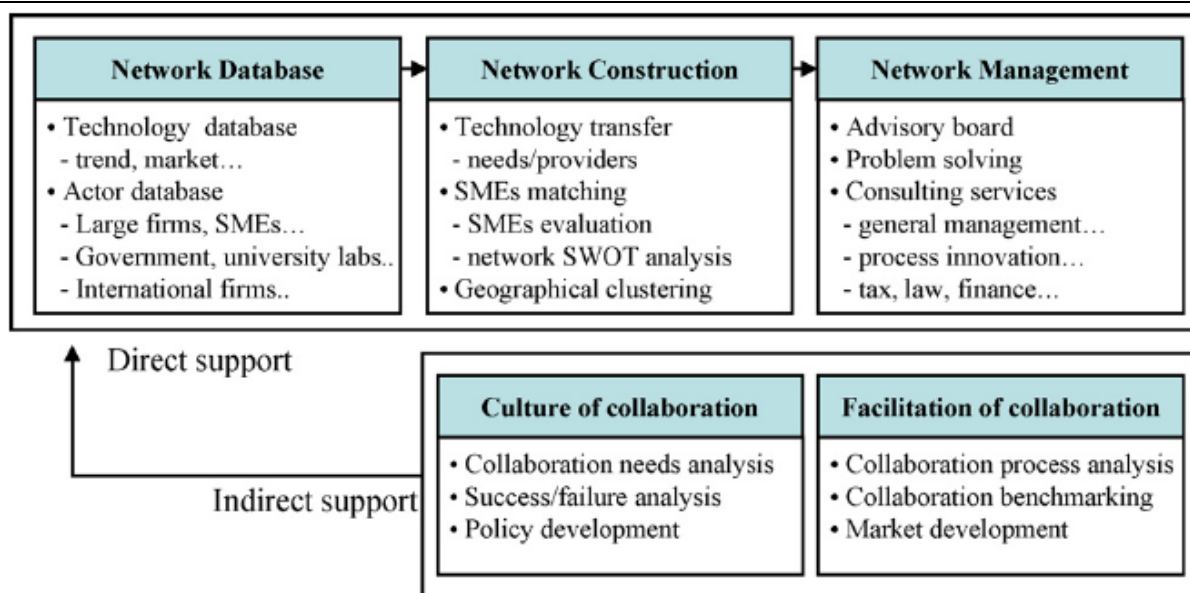 Network Database
• Technology database
- trend, market…
• Actor database
- Large firms, SMEs…
- Government, university labs..
- International firms..
Network Construction
• Technology transfer
- needs/providers
• SMEs matching
- SMEs evaluation
- network SWOT analysis
• Geographical clustering
Network Management
• Advisory board
• Problem solving
• Consulting services
- general management…
- process innovation…
- tax, law, finance…
Direct support
Indirect support
Culture of collaboration
• Collaboration needs analysis
• Success/failure analysis
• Policy development
Facilitation of collaboration
• Collaboration process analysis
• Collaboration benchmarking
• Market development